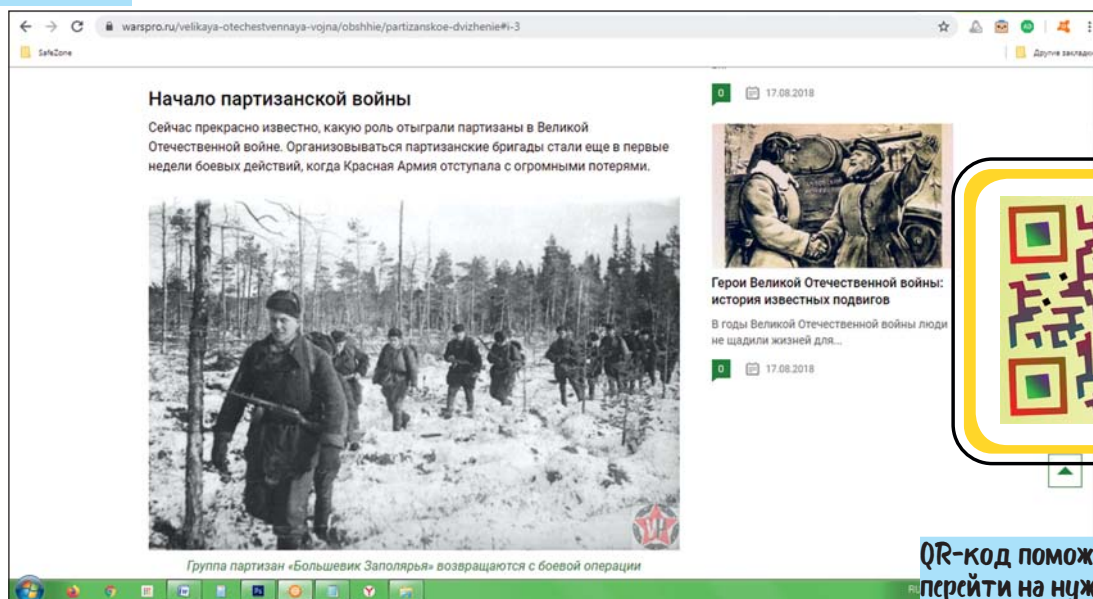 warspro.ru/velikaya-otechestvennaya-vojna/obshhie/partizanskoe-dvizhenie#i-3
SafeZone
Другие закладки
Начало партизанской войны
Сейчас прекрасно известно, какую роль отыграли партизаны в Великой
Отечественной войне. Организовываться партизанские бригады стали еще в первые
недели боевых действий, когда Красная Армия отступала с огромными потерями.
Группа партизан «Большевик Заполярья» возвращаются с боевой операции
0 17.08.2018
Герои Великой Отечественной войны:
история известных подвигов
В годы Великой Отечественной войны люди
не щадили жизней для...
0 17.08.2018
QR-код помож
перейти на нуж
RU